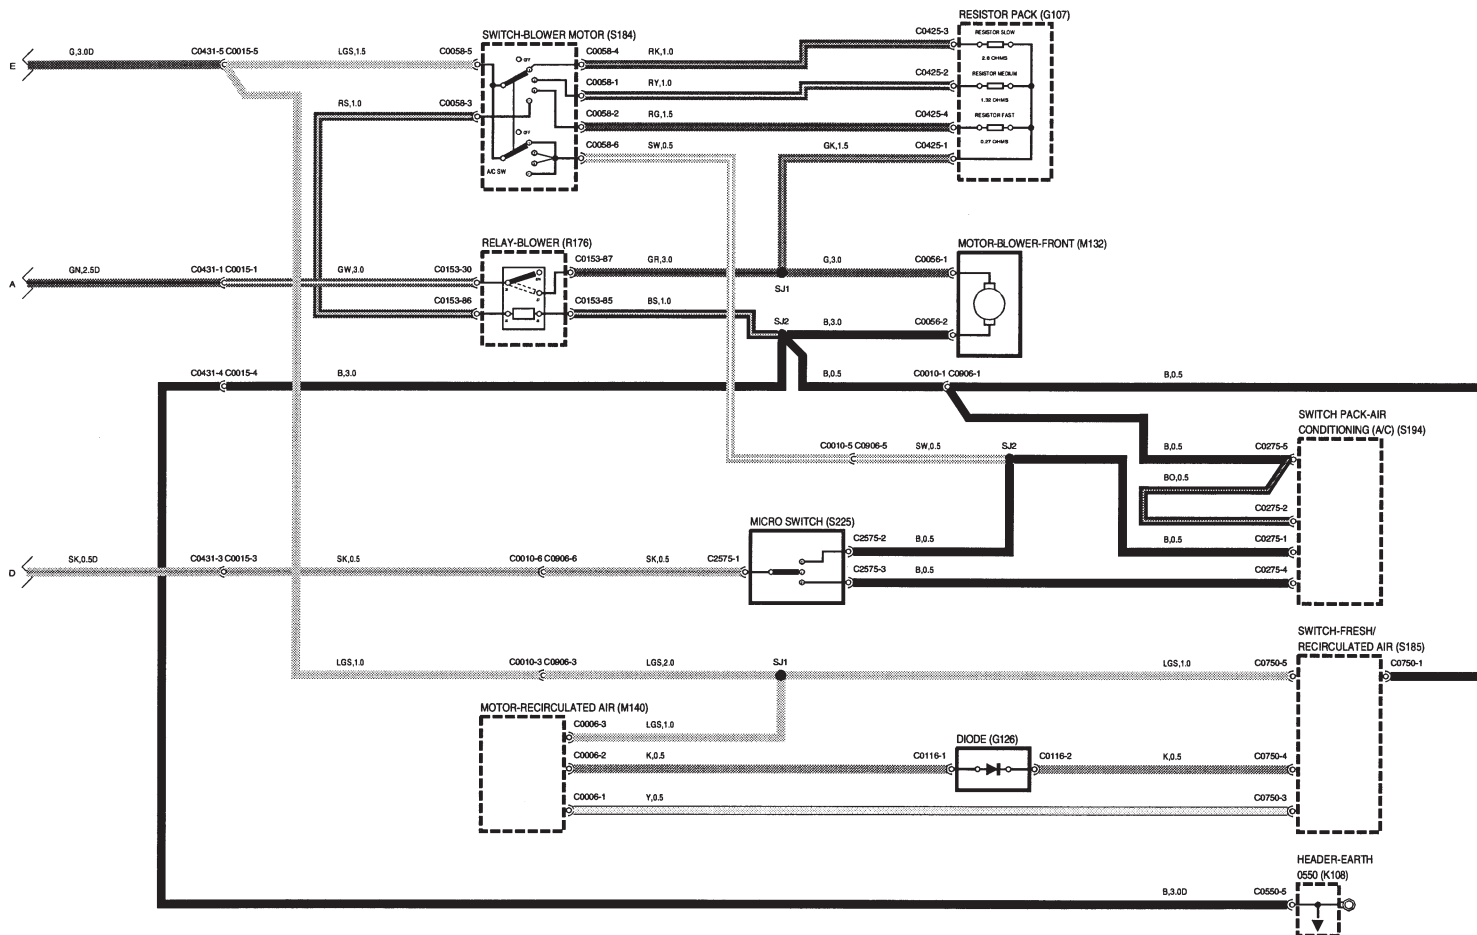 RESISTOR PACK (G107)
SWITCH-BLOWER MOTOR (S184)
C0425-3
RESISTOR SLOW
G,3.0D
C0431-5 C0015-5
LGS,1.5
C0058-5
C0058-4
RK,1.0
2.8 OHMS
E
C0425-2
RESISTOR MEDIUM
OFF
C0058-1
RY,1.0
1.32 OHMS
RS,1.0
C0058-3
C0058-2
RG,1.5
C0425-4
RESISTOR FAST
OFF
C0058-6
SW,0.5
GK,1.5
C0425-1
0.27 OHMS
A/C SW
RELAY-BLOWER (R176)
MOTOR-BLOWER-FRONT (M132)
GN,2.5D
C0431-1 C0015-1
GW,3.0
C0153-30
C0153-87
GR,3.0
G,3.0
C0056-1
A
SJ1
C0153-86
C0153-85
BS,1.0
SJ2
B,3.0
C0056-2
C0431-4 C0015-4
B,3.0
B,0.5
C0010-1 C0906-1
B,0.5
SWITCH PACK-AIR
CONDITIONING (A/C) (S194)
C0010-5 C0906-5
SW,0.5
SJ2
B,0.5
C0275-5
BO,0.5
C0275-2
MICRO SWITCH (S225)
C2575-2
B,0.5
B,0.5
C0275-1
SK,0.5D
C0431-3 C0015-3
SK,0.5
C0010-6 C0906-6
SK,0.5
C2575-1
D
C2575-3
B,0.5
C0275-4
SWITCH-FRESH/
RECIRCULATED AIR (S185)
LGS,1.0
C0010-3 C0906-3
LGS,2.0
SJ1
LGS,1.0
C0750-5
C0750-1
MOTOR-RECIRCULATED AIR (M140)
C0006-3
LGS,1.0
DIODE (G126)
C0006-2
K,0.5
C0116-1
C0116-2
K,0.5
C0750-4
C0006-1
Y,0.5
C0750-3
HEADER-EARTH
0550 (K108)
B,3.0D
C0550-5